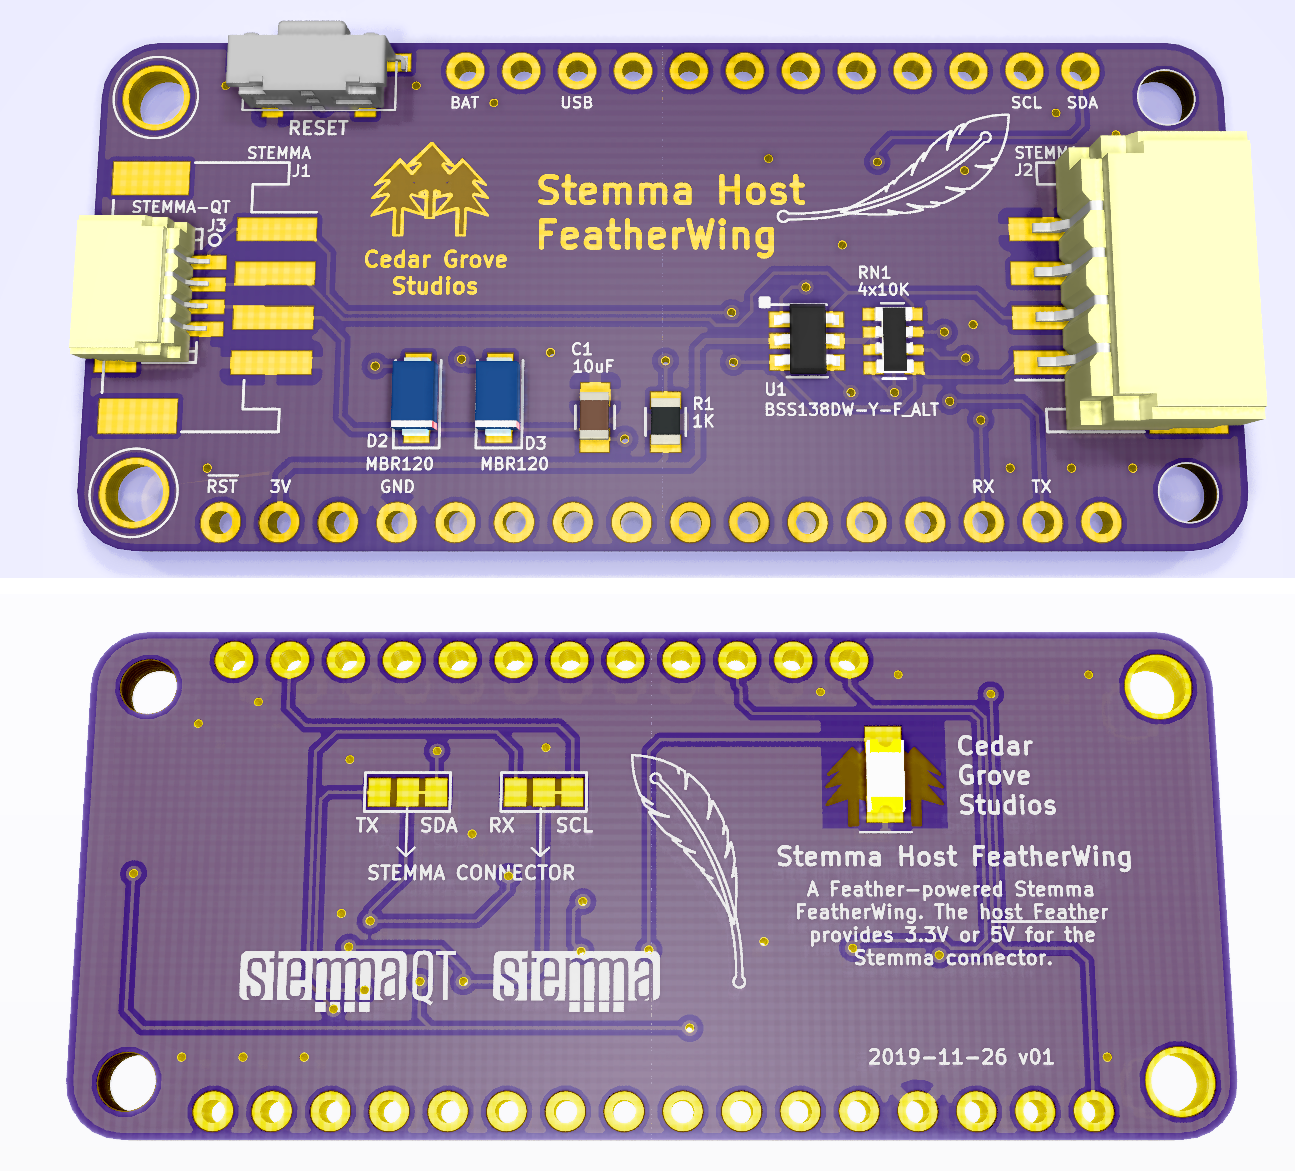 BAT
USB
SCL
SDA
RESET
STEMMA
J1
STEMMA-QT
J3
Stemma Host
FeatherWing
Cedar Grove
Studios
J2
RN1
4x10K
C1
10uF
R1
1K
U1
BSS138DW-Y-F_ALT
D2
MBR120
D3
MBR120
RST
3V
GND
RX
TX
TX
SDA
RX
SCL
STEMMA CONNECTOR
Cedar
Grove
Studios
Stemma Host FeatherWing
A Feather-powered Stemma
FeatherWing. The host Feather
provides 3.3V or 5V for the
Stemma connector.
stemma QT
stemma
2019-11-26 v01